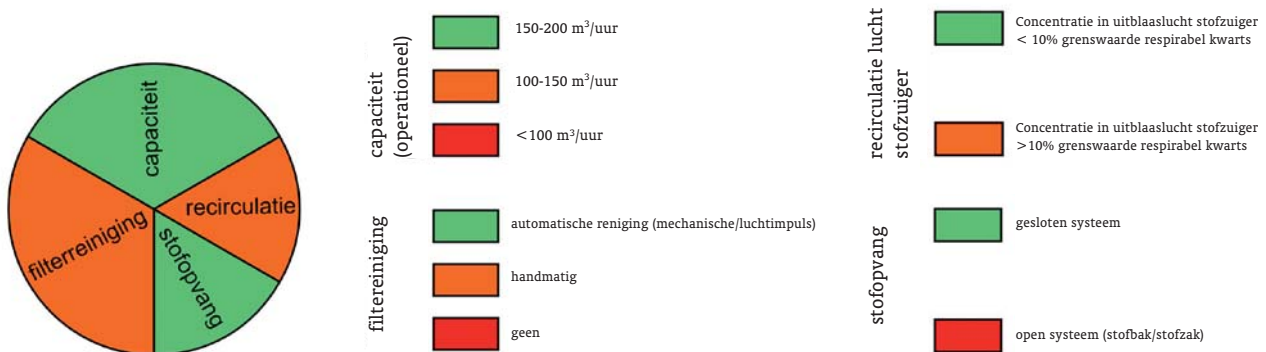 capaciteit
recirculatie
stofopvang
filterreiniging
capaciteit
(operationeel)
150-200 m³/uur
100-150 m³/uur
<100 m³/uur
filtereiniging
automatische reniging (mechanische/luchtimpuls)
handmatig
geen
recirculatie lucht
stofzuiger
Concentratie in uitblaaslucht stofzuiger
< 10% grenswaarde respirabel kwarts
Concentratie in uitblaaslucht stofzuiger
>10% grenswaarde respirabel kwarts
stofopvang
gesloten systeem
open systeem (stofbak/stofzak)